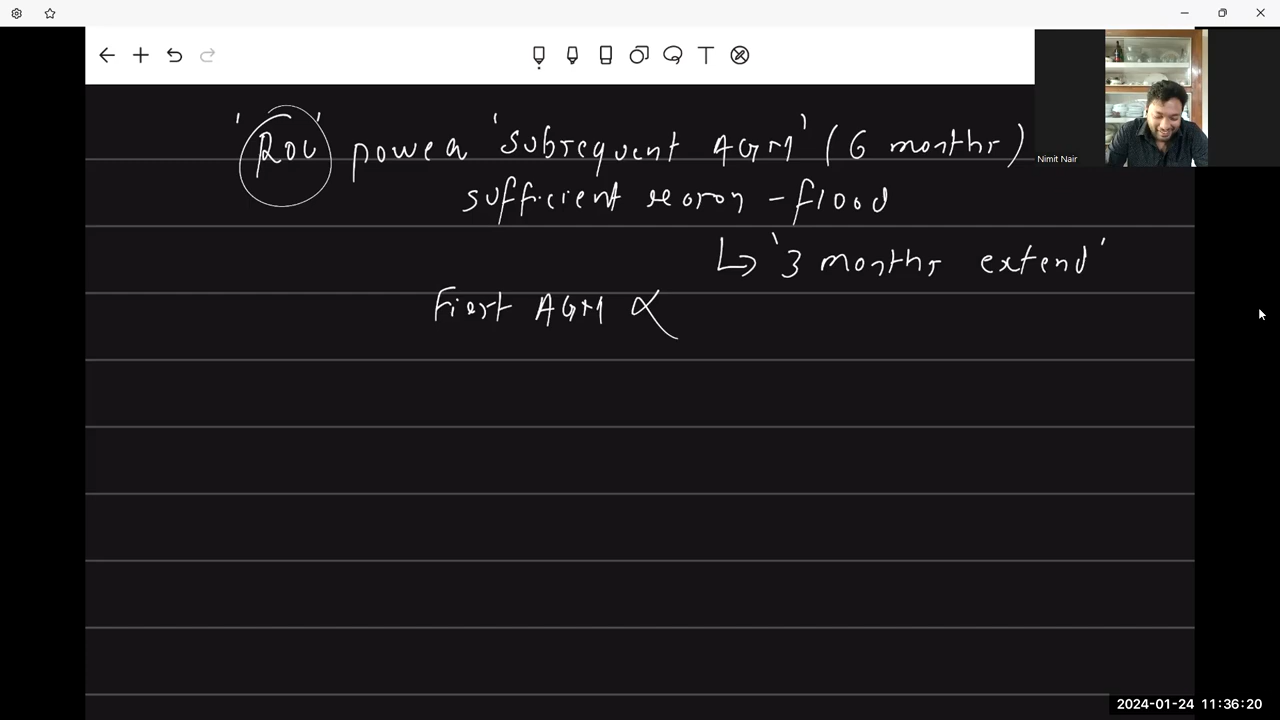 'ROC' power 'subsequent AGM' (6 months)
sufficient reason - flood
↳ '3 months extend'
First AGM X
Nimit Nair
2024-01-24 11:36:20